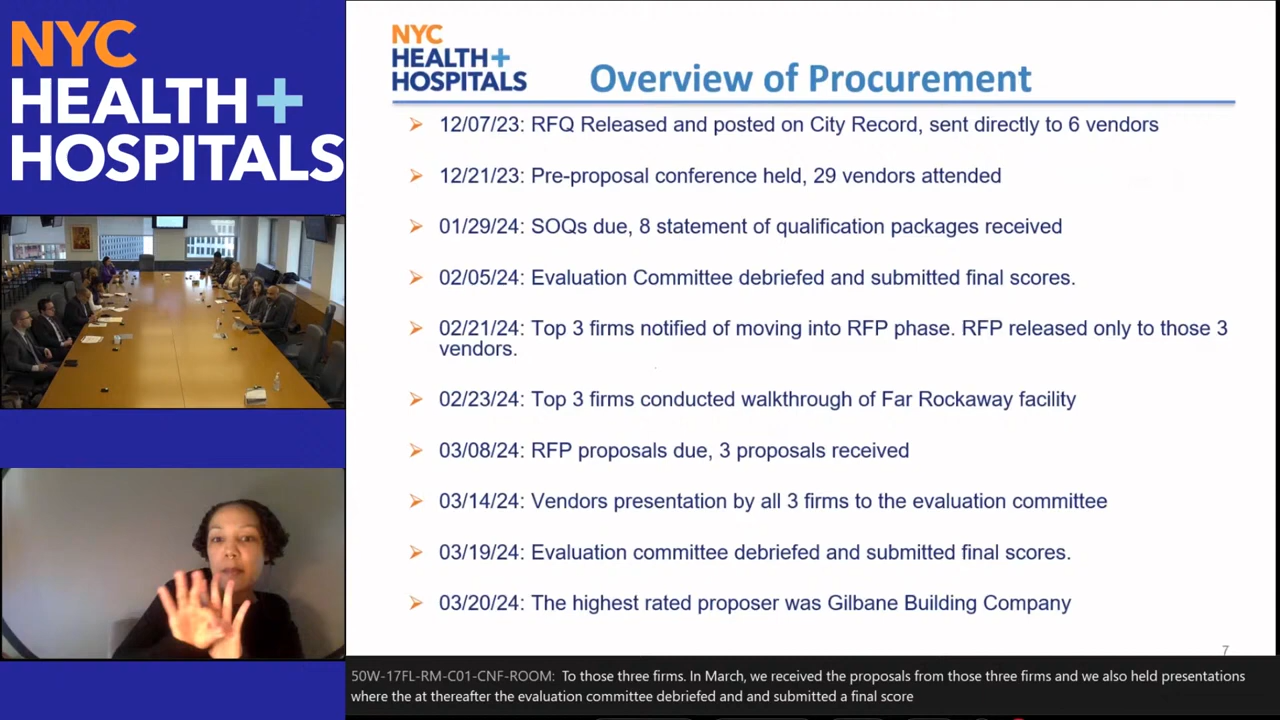 NYC
HEALTH+
HOSPITALS
NYC
HEALTH+
HOSPITALS
Overview of Procurement
➢ 12/07/23: RFQ Released and posted on City Record, sent directly to 6 vendors
➢ 12/21/23: Pre-proposal conference held, 29 vendors attended
➢ 01/29/24: SOQs due, 8 statement of qualification packages received
➢ 02/05/24: Evaluation Committee debriefed and submitted final scores.
➢ 02/21/24: Top 3 firms notified of moving into RFP phase. RFP released only to those 3
vendors.
➢ 02/23/24: Top 3 firms conducted walkthrough of Far Rockaway facility
➢ 03/08/24: RFP proposals due, 3 proposals received
➢ 03/14/24: Vendors presentation by all 3 firms to the evaluation committee
➢ 03/19/24: Evaluation committee debriefed and submitted final scores.
➢ 03/20/24: The highest rated proposer was Gilbane Building Company
7
50W-17FL-RM-C01-CNF-ROOM: To those three firms. In March, we received the proposals from those three firms and we also held presentations
where the at thereafter the evaluation committee debriefed and and submitted a final score